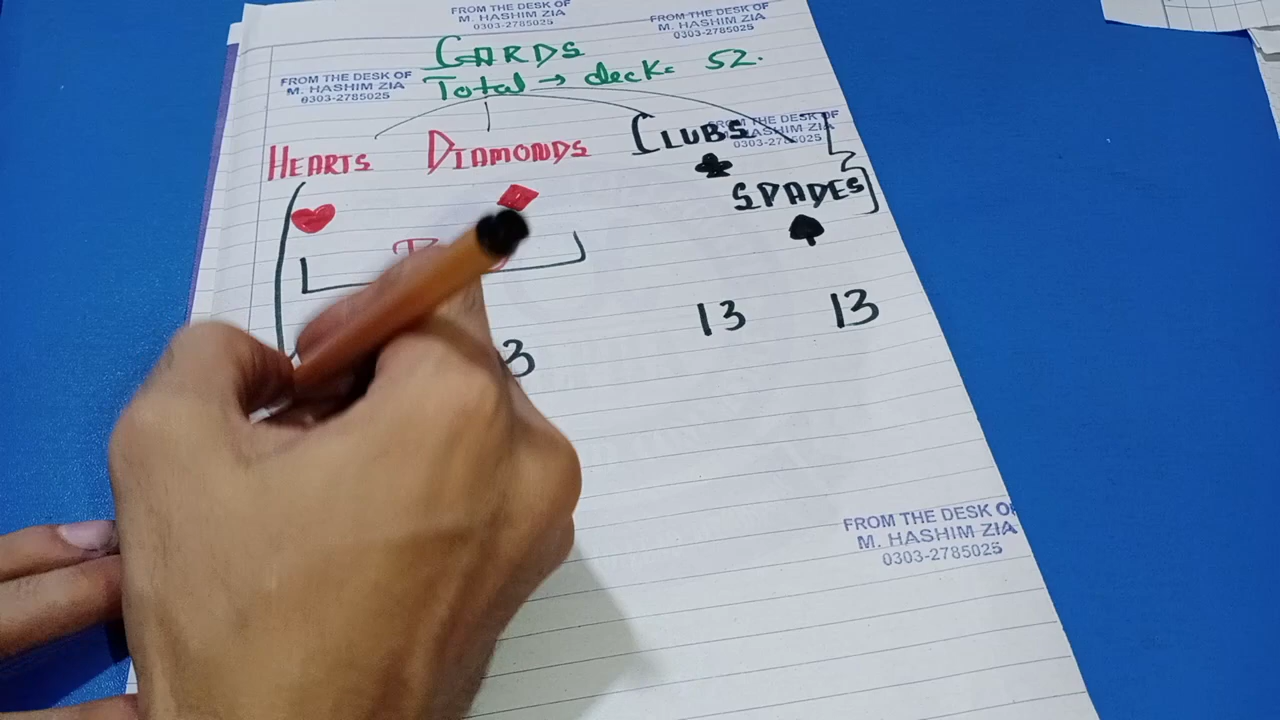 FROM THE DESK OF
M. HASHIM ZIA
0303-2785025
FROM THE DESK OF
M. HASHIM ZIA
0303-2785025
CARDS
Total → deck= 52.
FROM THE DESK OF
M. HASHIM ZIA
0303-2785025
FROM THE DESK OF
HASHIM ZIA
0303-2785025
HEARTS DIAMONDS CLUBS
SPADES
13 13
3
FROM THE DESK OF
M. HASHIM ZIA
0303-2785025